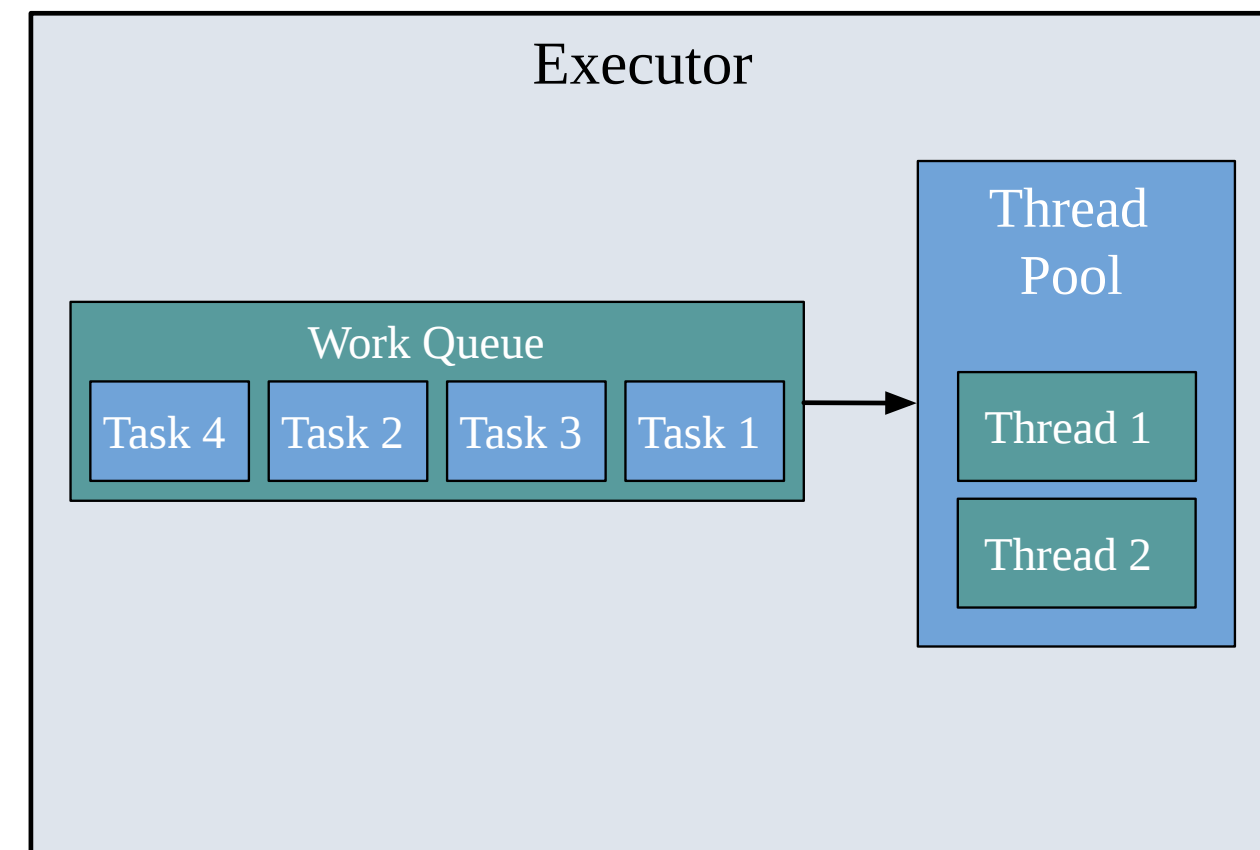 Executor
Thread
Pool
Work Queue
Task 4 Task 2 Task 3 Task 1
Thread 1
Thread 2